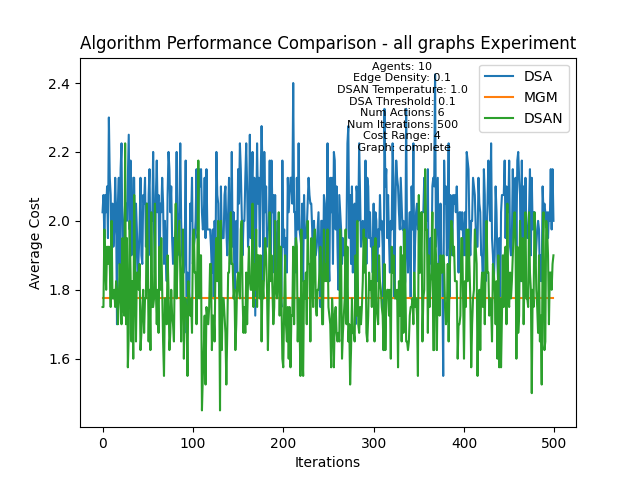 Algorithm Performance Comparison - all graphs Experiment
Agents: 10
Edge Density: 0.1
DSAN Temperature: 1.0
DSA Threshold: 0.1
Num Actions: 6
Num Iterations: 500
Cost Range: 4
Graph: complete
DSA
MGM
DSAN
Average Cost
2.4
2.2
2.0
1.8
1.6
0
100
200
300
400
500
Iterations